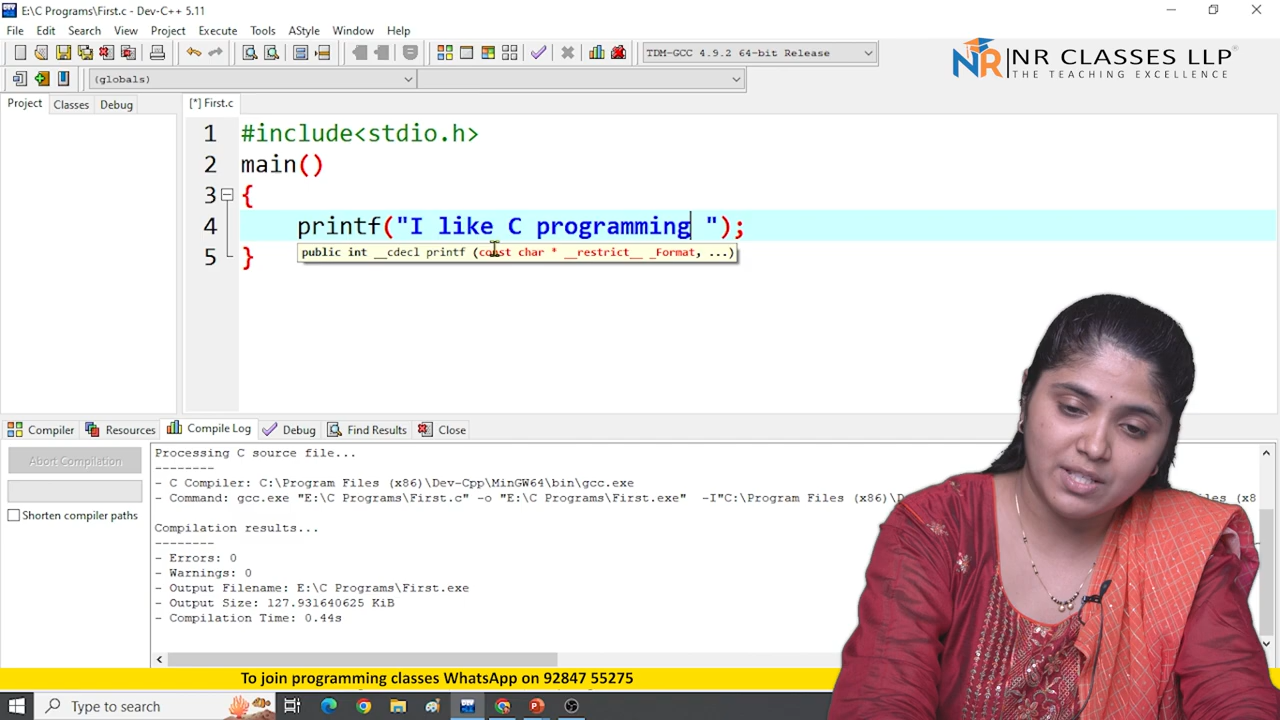 E:\C Programs\First.c - Dev-C++ 5.11
File Edit Search View Project Execute Tools AStyle Window Help
TDM-GCC 4.9.2 64-bit Release
NR CLASSES LLP®
THE TEACHING EXCELLENCE
(globals)
Project Classes Debug
[*] First.c
1 #include<stdio.h>
2 main()
3 {
4 printf("I like C programming ");
public int __cdecl printf (const char * __restrict__ _Format, ...)
5 }
Compiler Resources Compile Log Debug Find Results Close
Abort Compilation
Shorten compiler paths
Processing C source file...
--------
- C Compiler: C:\Program Files (x86)\Dev-Cpp\MinGW64\bin\gcc.exe
- Command: gcc.exe "E:\C Programs\First.c" -o "E:\C Programs\First.exe" -I"C:\Program Files (x86)\D
Files (x8
Compilation results...
--------
- Errors: 0
- Warnings: 0
- Output Filename: E:\C Programs\First.exe
- Output Size: 127.931640625 KiB
- Compilation Time: 0.44s
To join programming classes WhatsApp on 92847 55275
Type to search